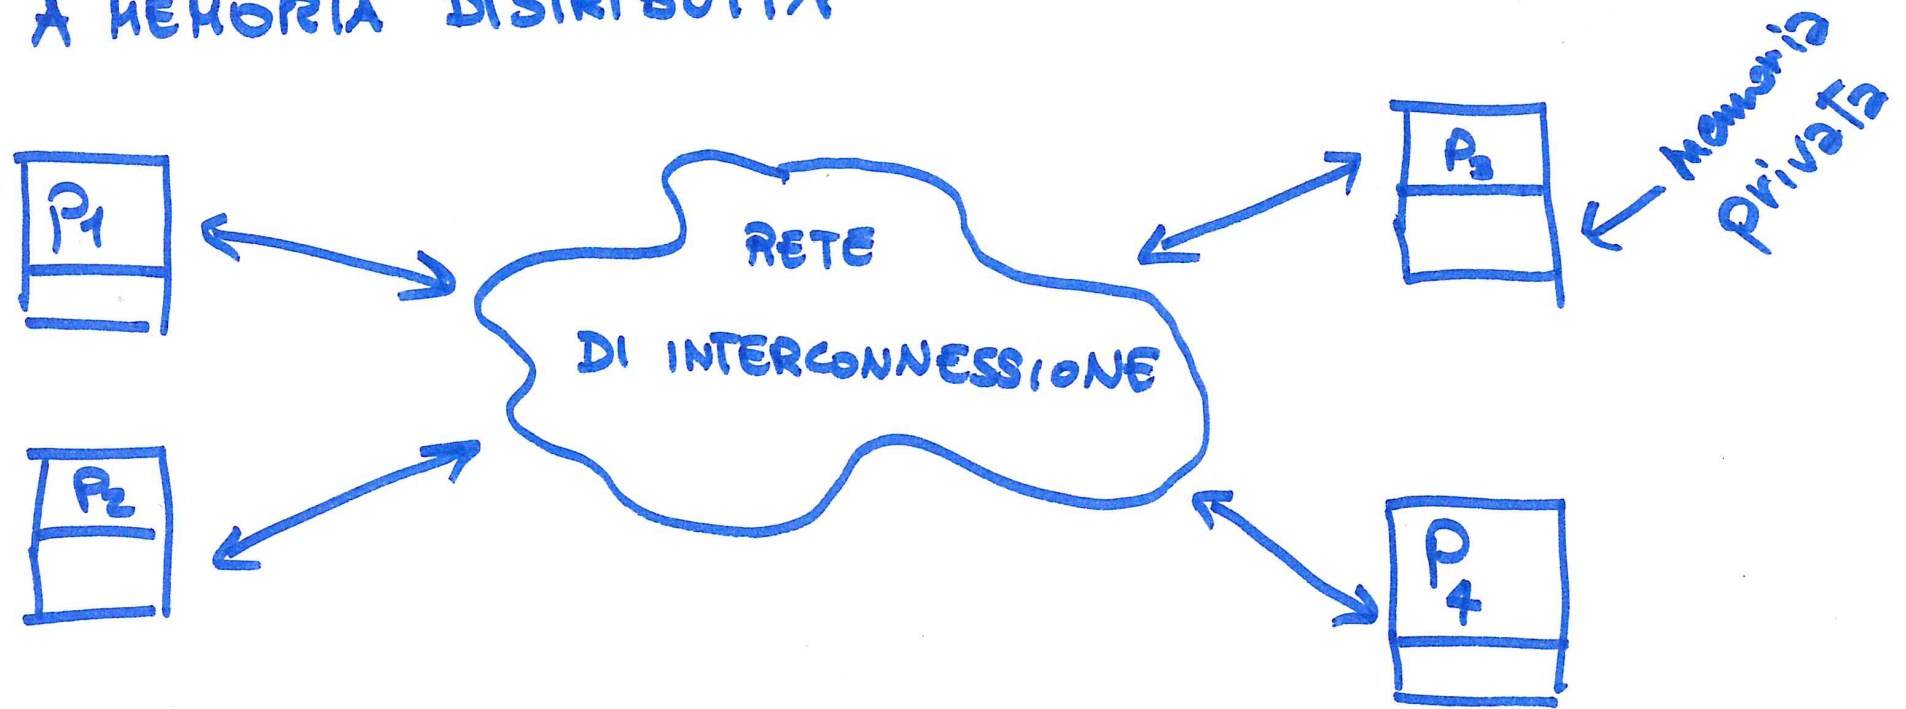 A MEMORIA DISTRIBUITA
P1
RETE
DI INTERCONNESSIONE
P3
Memoria
privata
P2
P4